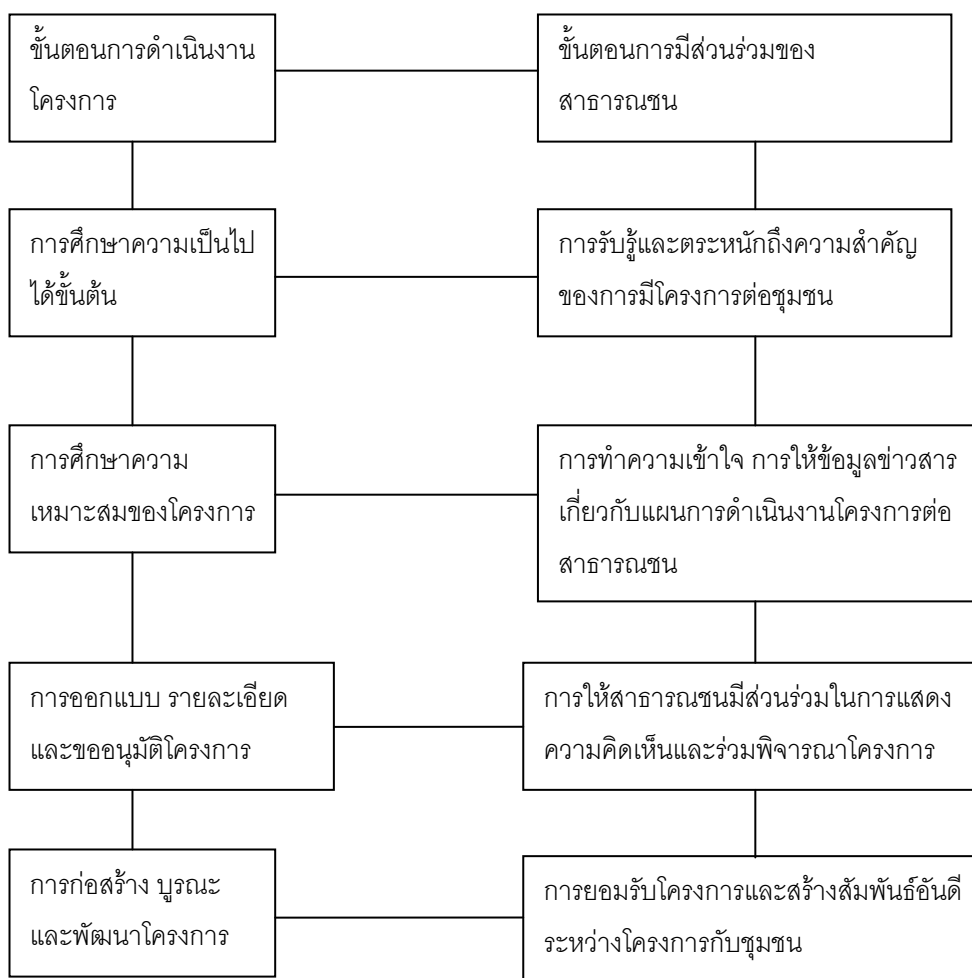 ขั้นตอนการดำเนินงาน
โครงการ
ขั้นตอนการมีส่วนร่วมของ
สาธารณชน
การศึกษาความเป็นไป
ได้ขั้นต้น
การรับรู้และตระหนักถึงความสำคัญ
ของการมีโครงการต่อชุมชน
การศึกษาความ
เหมาะสมของโครงการ
การทำความเข้าใจ การให้ข้อมูลข่าวสาร
เกี่ยวกับแผนการดำเนินงานโครงการต่อ
สาธารณชน
การออกแบบ รายละเอียด
และขออนุมัติโครงการ
การให้สาธารณชนมีส่วนร่วมในการแสดง
ความคิดเห็นและร่วมพิจารณาโครงการ
การก่อสร้าง บูรณะ
และพัฒนาโครงการ
การยอมรับโครงการและสร้างสัมพันธ์อันดี
ระหว่างโครงการกับชุมชน